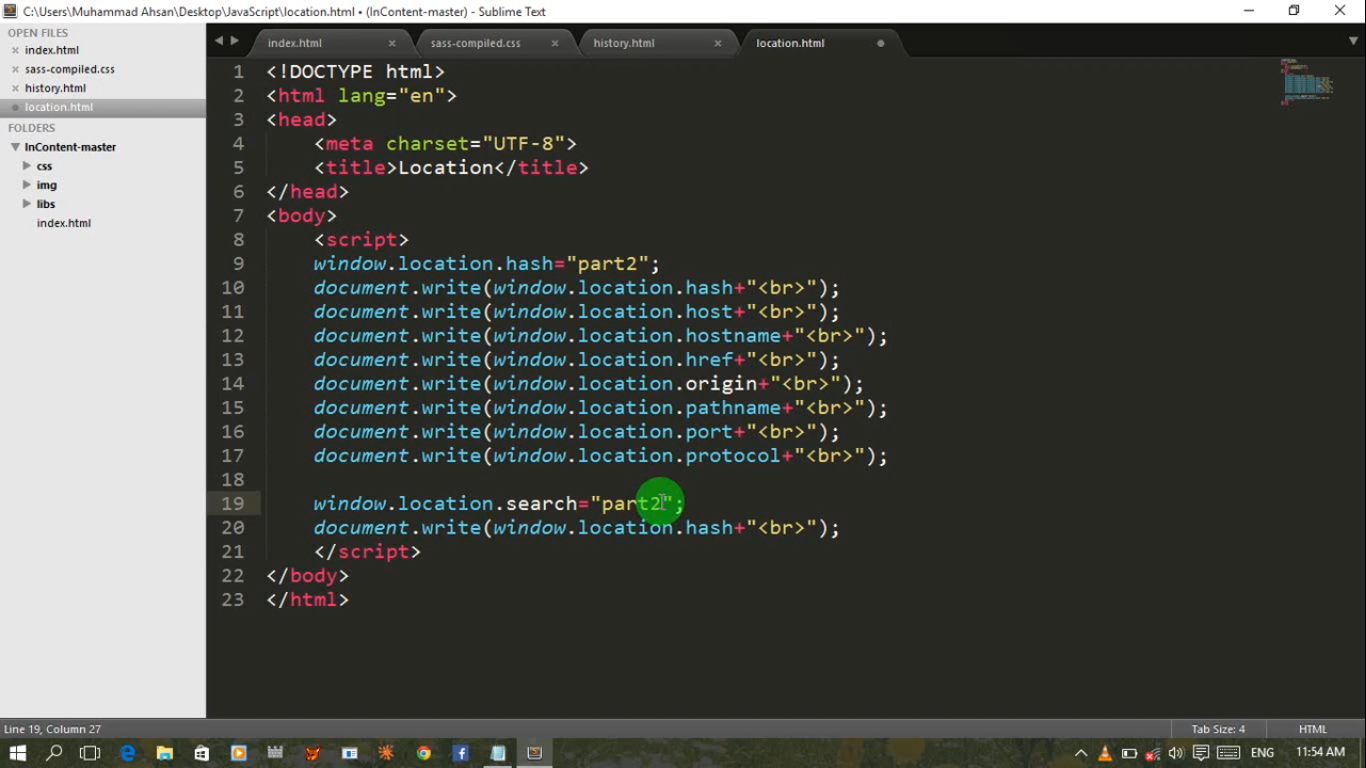 C:\Users\Muhammad Ahsan\Desktop\JavaScript\location.html • (InContent-master) - Sublime Text
OPEN FILES
index.html
sass-compiled.css
history.html
location.html
FOLDERS
InContent-master
css
img
libs
index.html
index.html sass-compiled.css history.html location.html
1 <!DOCTYPE html>
2 <html lang="en">
3 <head>
4 <meta charset="UTF-8">
5 <title>Location</title>
6 </head>
7 <body>
8 <script>
9 window.location.hash="part2";
10 document.write(window.location.hash+"<br>");
11 document.write(window.location.host+"<br>");
12 document.write(window.location.hostname+"<br>");
13 document.write(window.location.href+"<br>");
14 document.write(window.location.origin+"<br>");
15 document.write(window.location.pathname+"<br>");
16 document.write(window.location.port+"<br>");
17 document.write(window.location.protocol+"<br>");
18
19 window.location.search="part2";
20 document.write(window.location.hash+"<br>");
21 </script>
22 </body>
23 </html>
Line 19, Column 27 Tab Size: 4 HTML
ENG 11:54 AM